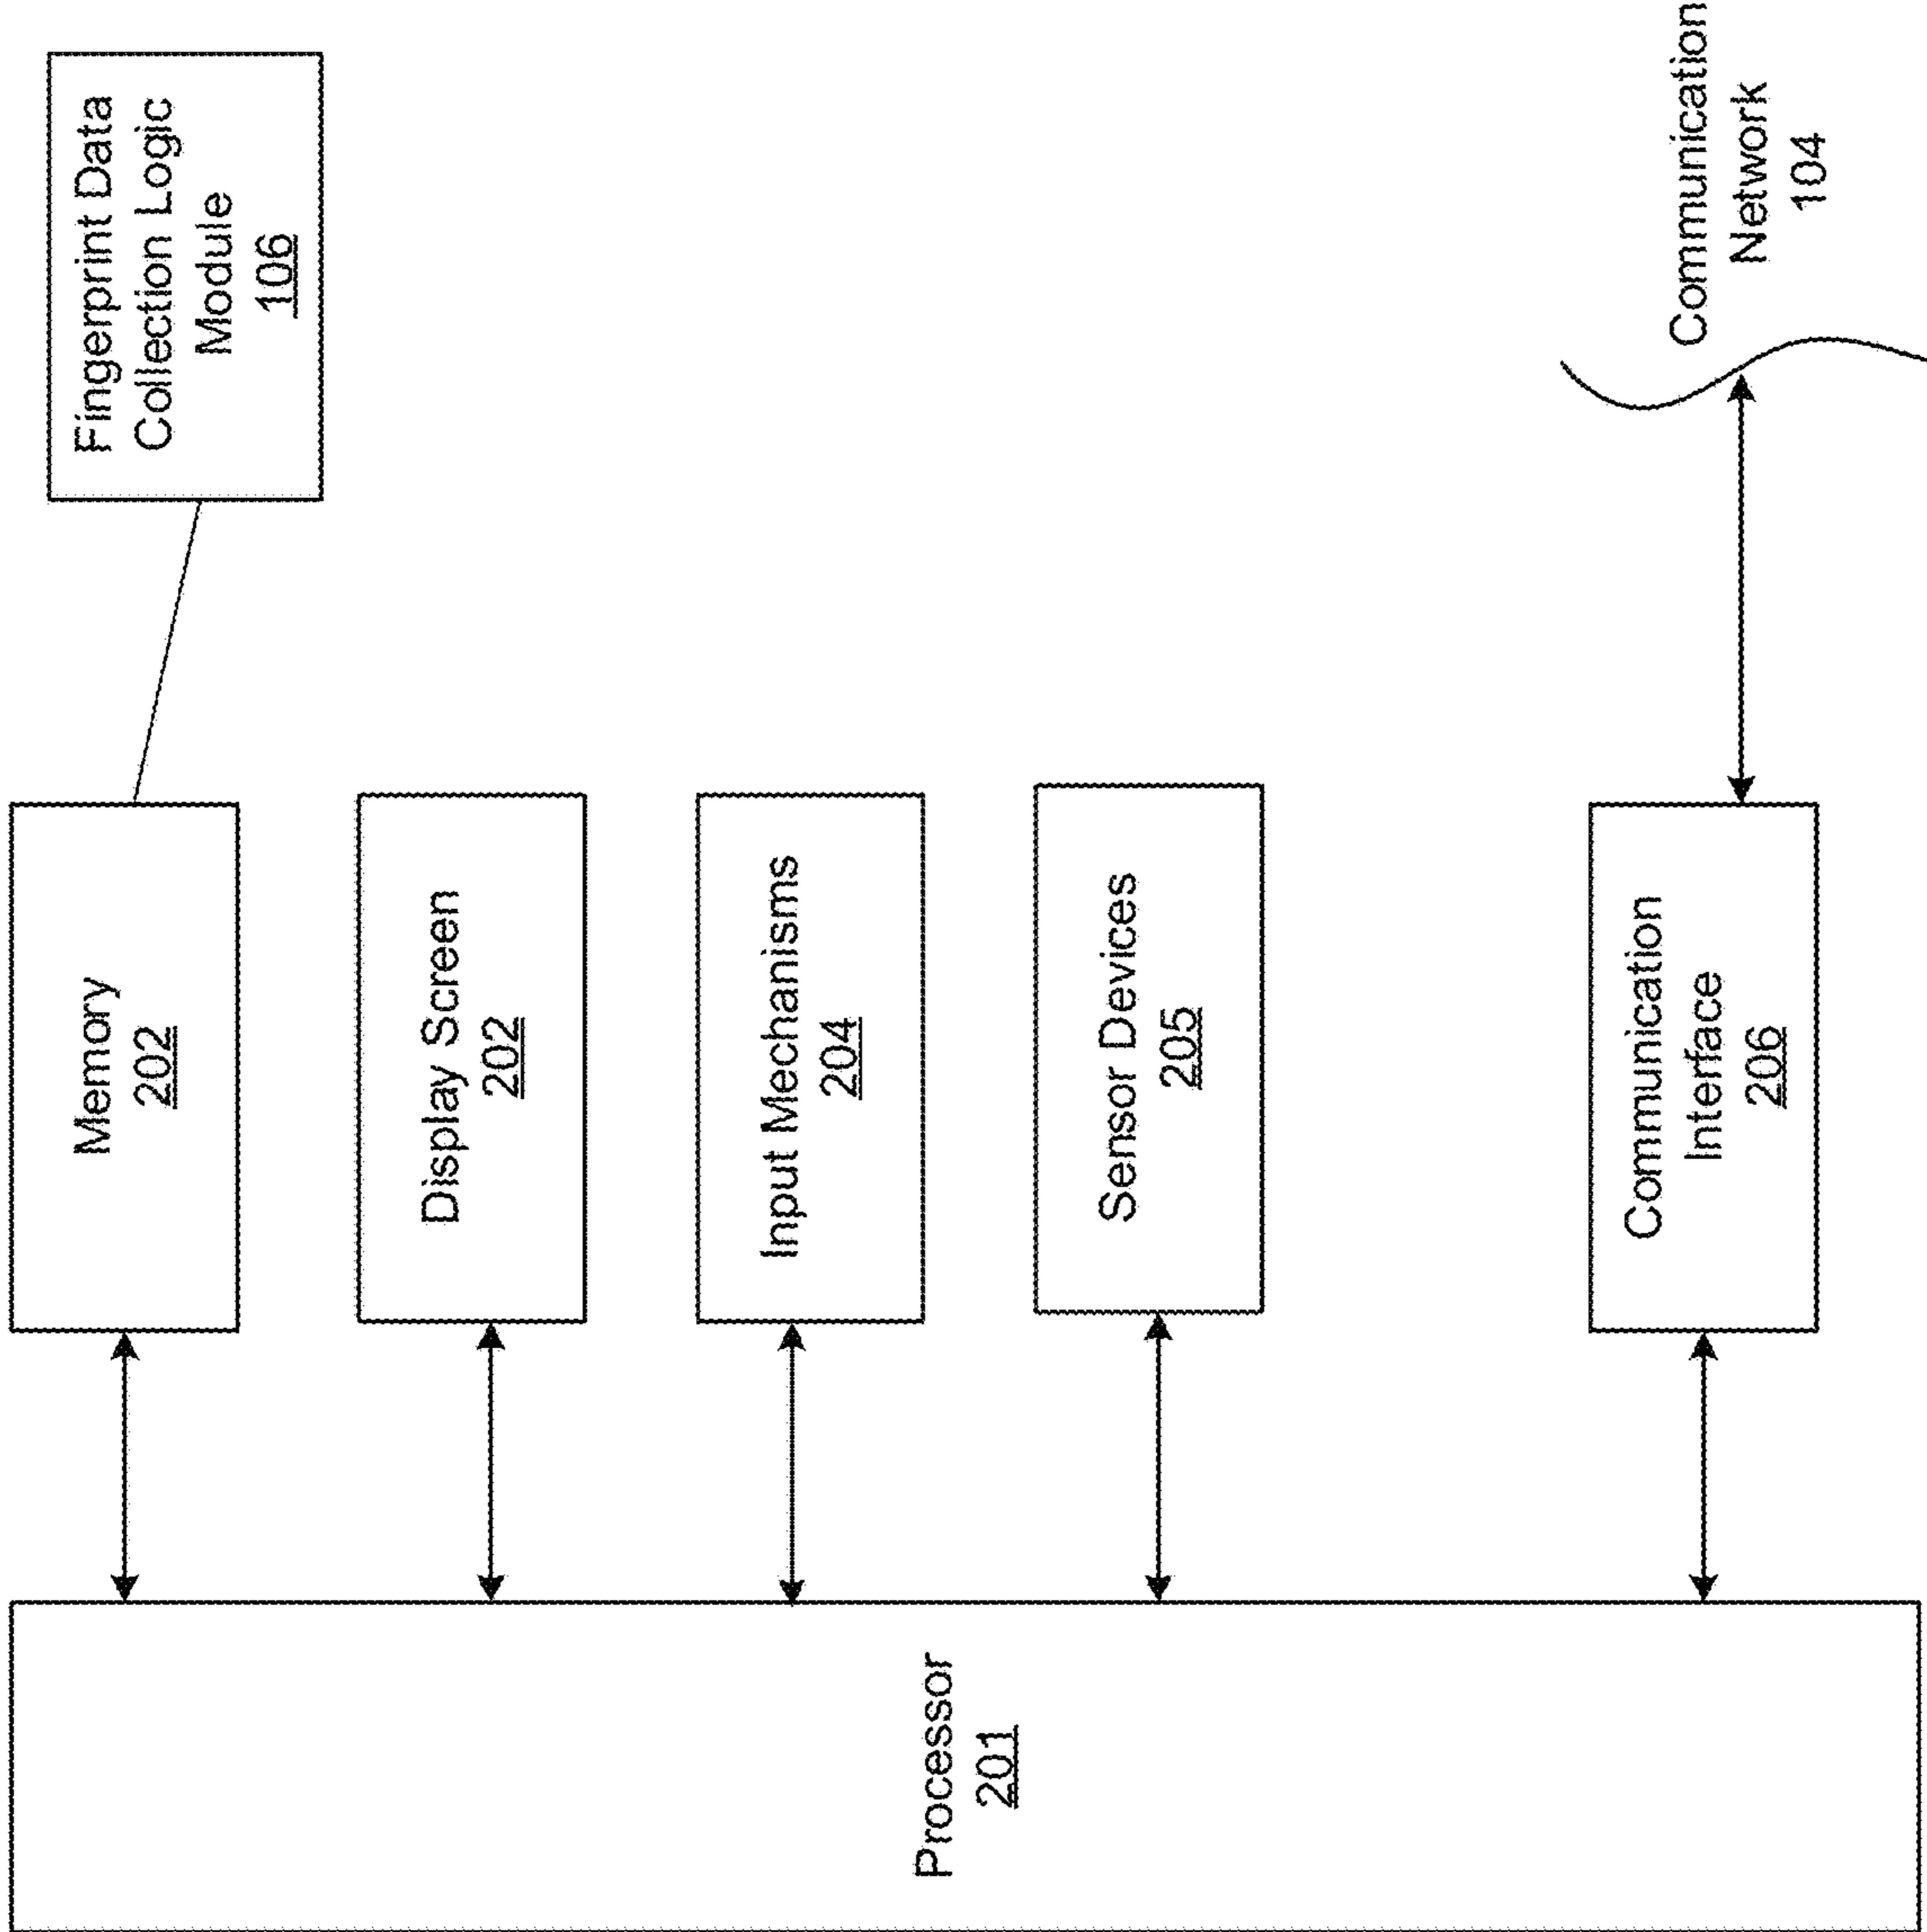 Fingerprint Data
Collection Logic
Module
106
Memory
202
Display Screen
202
Input Mechanisms
204
Sensor Devices
205
Communication
Interface
206
Communication
Network
104
Processor
201